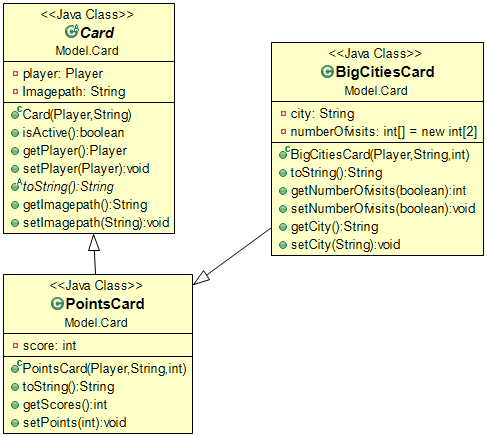 <<Java Class>>
Card
Model.Card
player: Player
Imagepath: String
Card(Player,String)
isActive():boolean
getPlayer():Player
setPlayer(Player):void
toString():String
getImagepath():String
setImagepath(String):void
<<Java Class>>
BigCitiesCard
Model.Card
city: String
numberOfvisits: int[] = new int[2]
BigCitiesCard(Player,String,int)
toString():String
getNumberOfvisits(boolean):int
setNumberOfvisits(boolean):void
getCity():String
setCity(String):void
<<Java Class>>
PointsCard
Model.Card
score: int
PointsCard(Player,String,int)
toString():String
getScores():int
setPoints(int):void